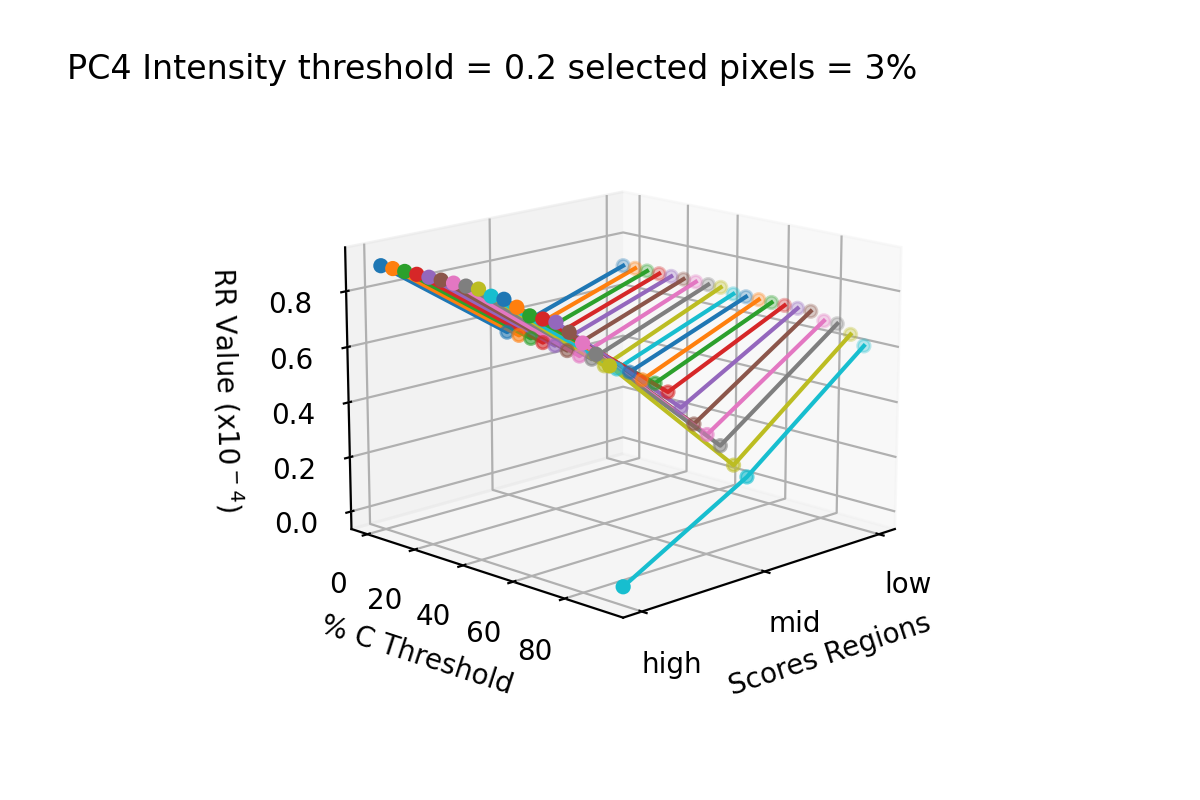 PC4 Intensity threshold = 0.2 selected pixels = 3%
RR Value (x10⁻⁴)
0.8
0.6
0.4
0.2
0.0
0
20
40
60
80
% C Threshold
high
mid
low
Scores Regions